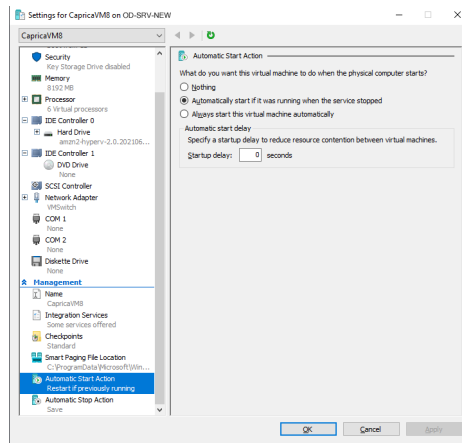 Settings for CapricaVM8 on OD-SRV-NEW
CapricaVM8
Security
Key Storage Drive disabled
Memory
8192 MB
Processor
6 Virtual processors
IDE Controller 0
Hard Drive
amzn2-hyperv-2.0.202106...
IDE Controller 1
DVD Drive
None
SCSI Controller
Network Adapter
VMSwitch
COM 1
None
COM 2
None
Diskette Drive
None
Management
Name
CapricaVM8
Integration Services
Some services offered
Checkpoints
Standard
Smart Paging File Location
C:\ProgramData\Microsoft\Win...
Automatic Start Action
Restart if previously running
Automatic Stop Action
Save
Automatic Start Action
What do you want this virtual machine to do when the physical computer starts?
Nothing
Automatically start if it was running when the service stopped
Always start this virtual machine automatically
Automatic start delay
Specify a startup delay to reduce resource contention between virtual machines.
Startup delay: 0 seconds
OK Cancel Apply